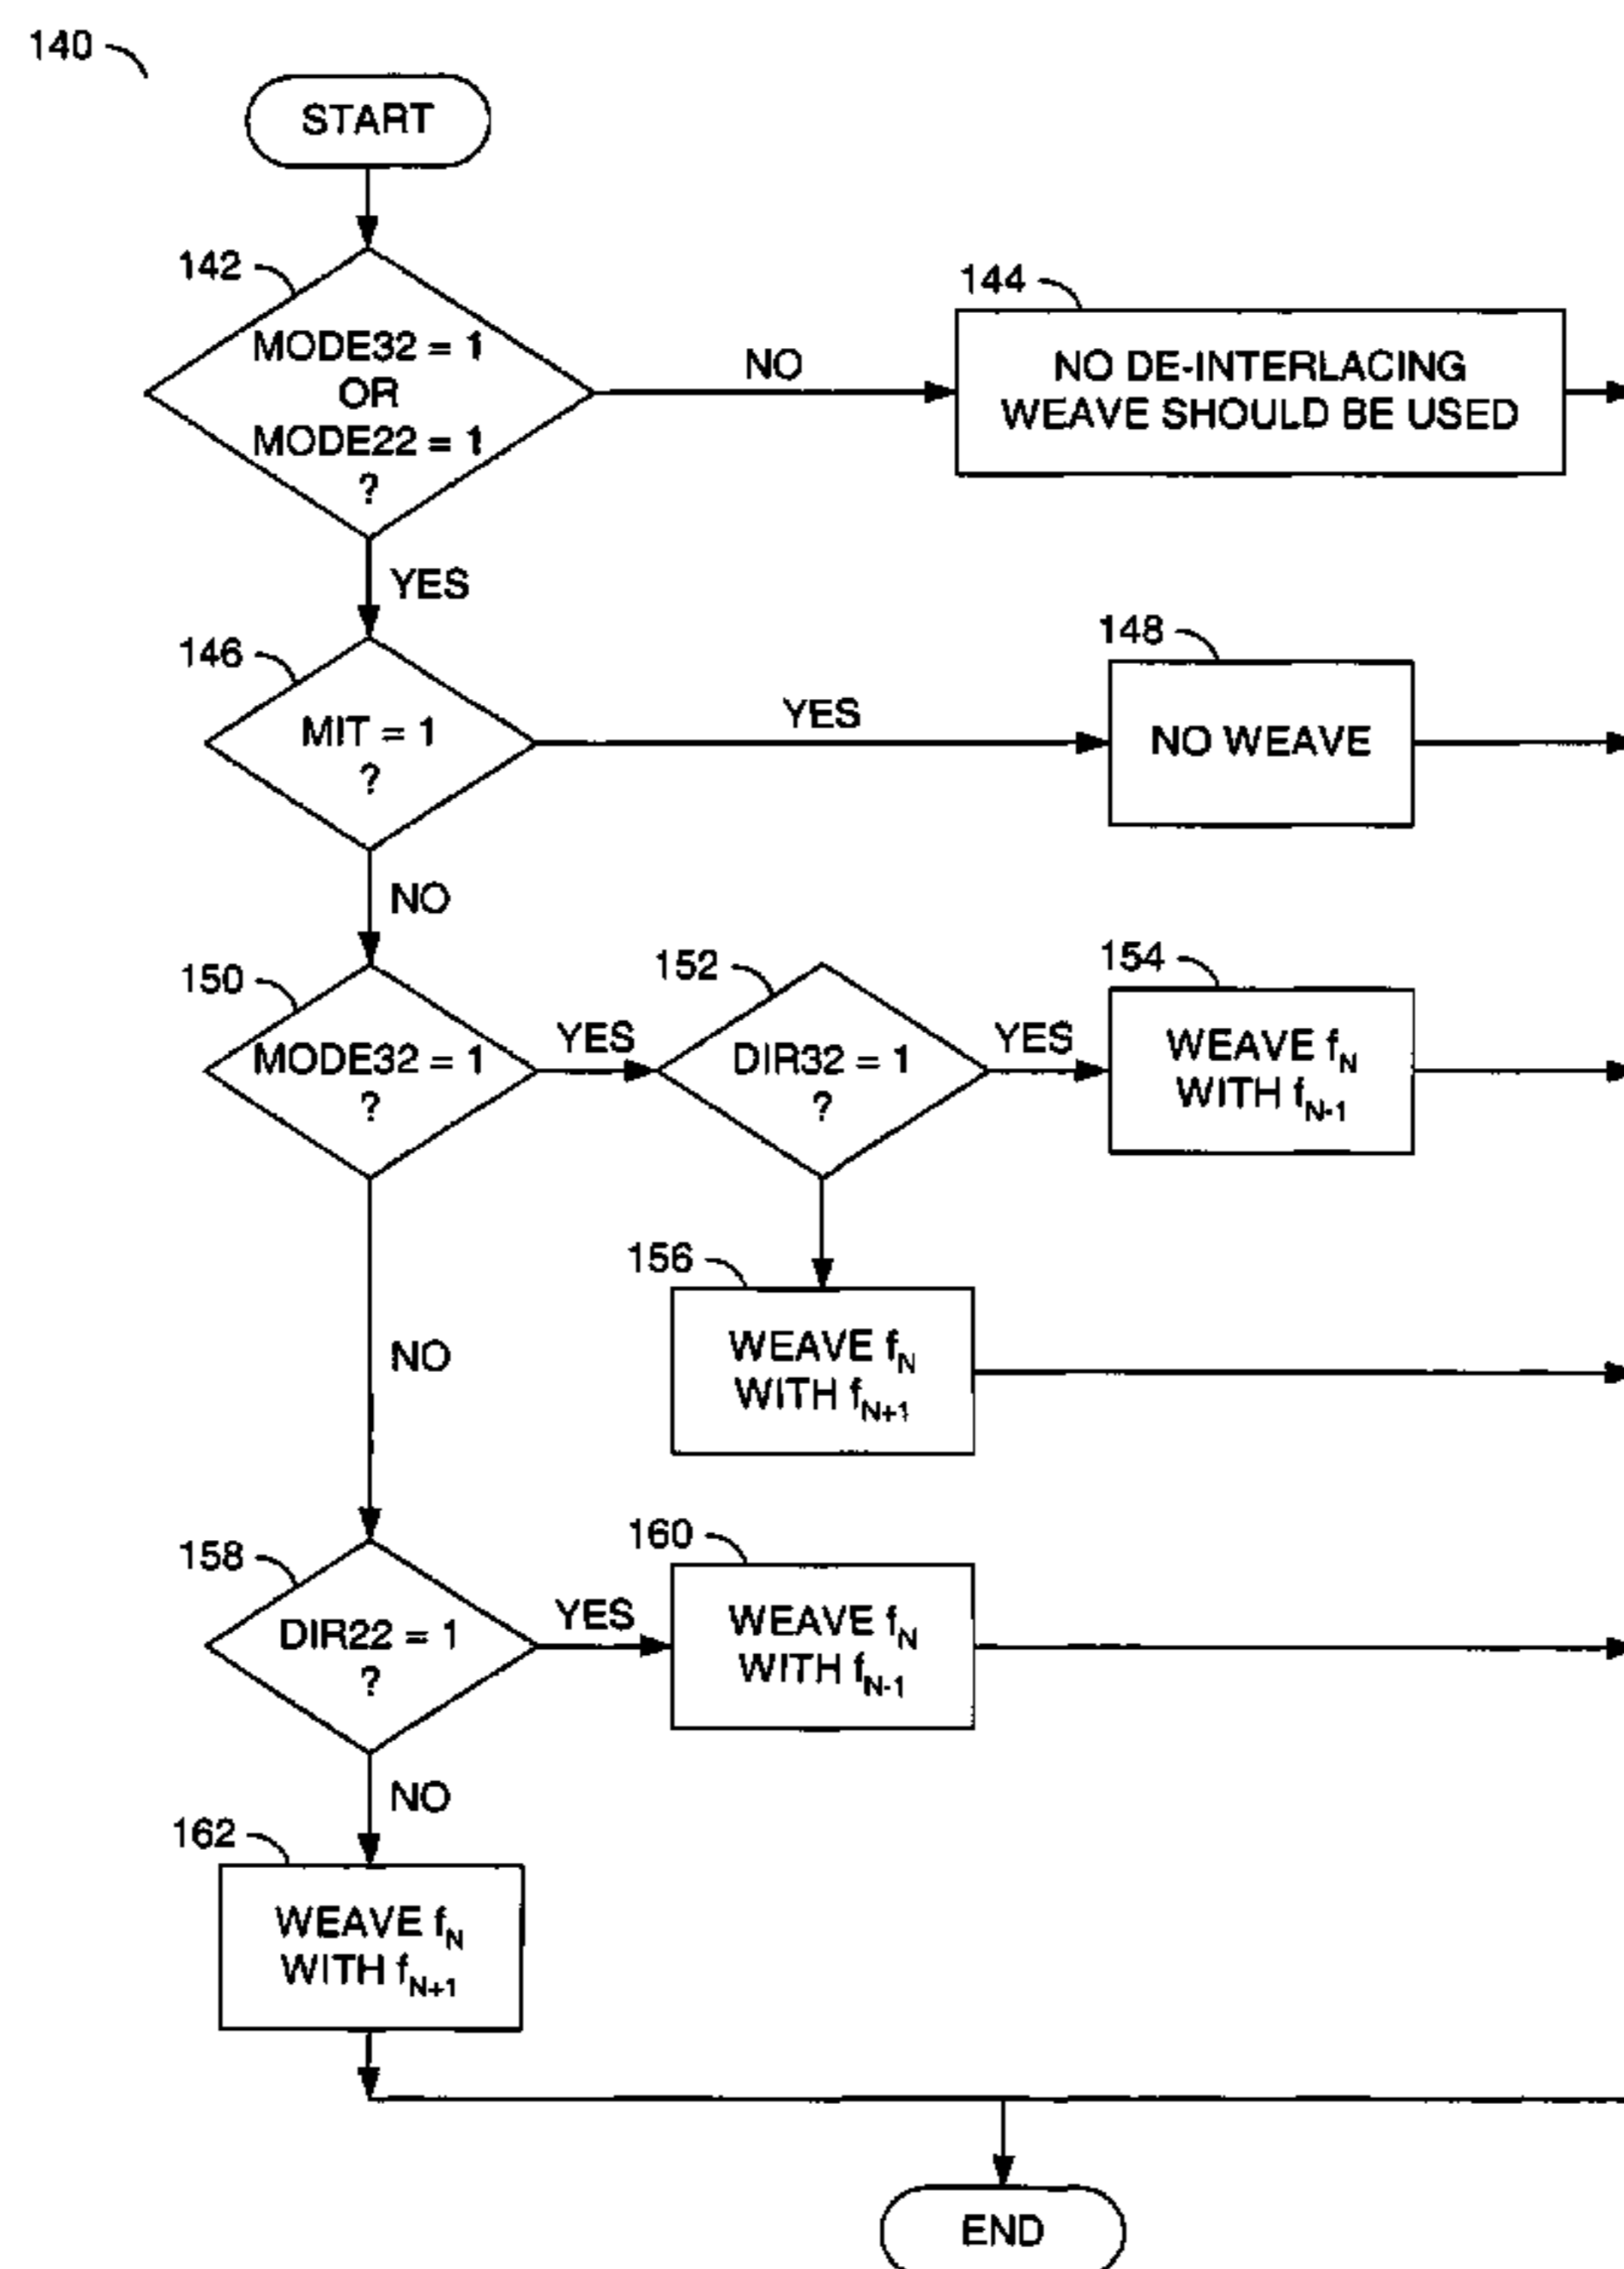 140
START
142
MODE32 = 1
OR
MODE22 = 1
?
NO
144
NO DE-INTERLACING
WEAVE SHOULD BE USED
YES
146
MIT = 1
?
YES
148
NO WEAVE
NO
150
MODE32 = 1
?
YES
152
DIR32 = 1
?
YES
154
WEAVE fN
WITH fN-1
156
WEAVE fN
WITH fN+1
NO
158
DIR22 = 1
?
YES
160
WEAVE fN
WITH fN-1
NO
162
WEAVE fN
WITH fN+1
END